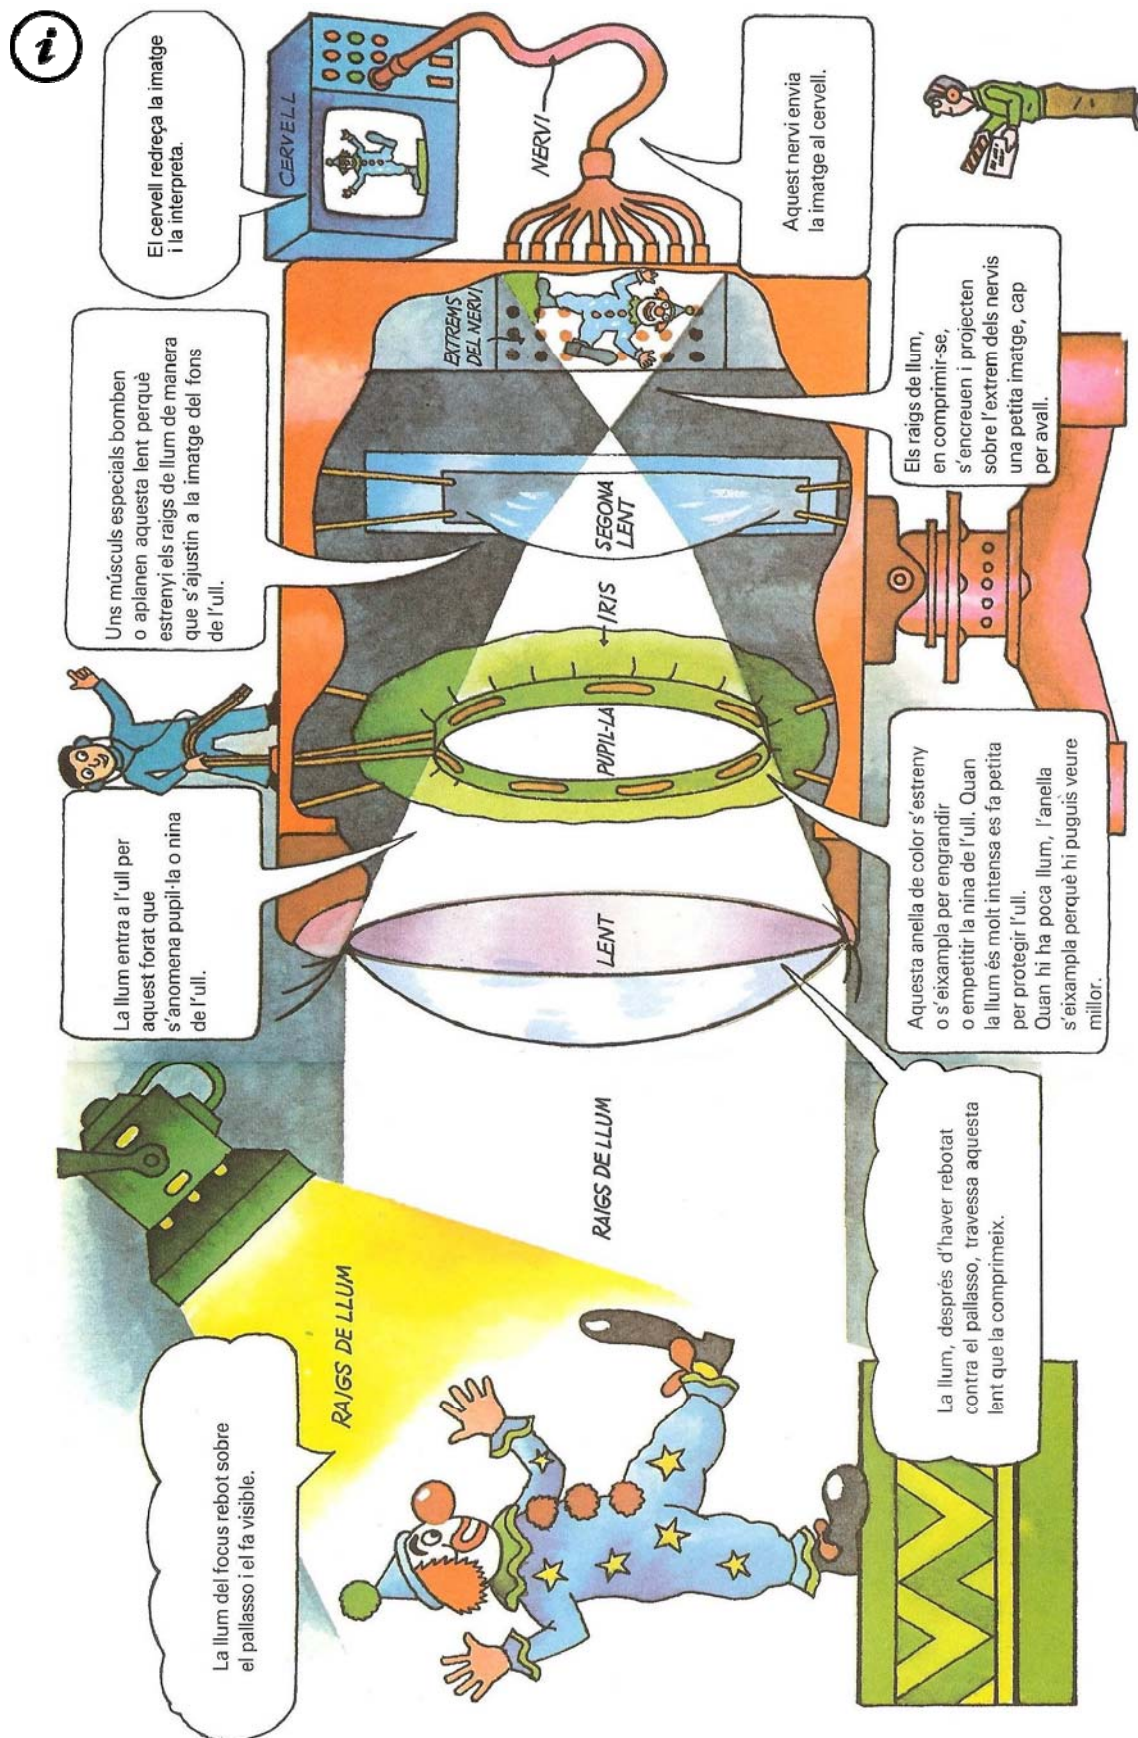 i
La llum del focus rebot sobre
el pallasso i el fa visible.
RAIGS DE LLUM
RAIGS DE LLUM
La llum, després d'haver rebotat
contra el pallasso, travessa aquesta
lent que la comprimeix.
LENT
La llum entra a l'ull per
aquest forat que
s'anomena pupil·la o nina
de l'ull.
PUPIL·LA
IRIS
Aquesta anella de color s'estreny
o s'eixampla per engrandir
o empetitir la nina de l'ull. Quan
la llum és molt intensa es fa petita
per protegir l'ull.
Quan hi ha poca llum, l'anella
s'eixampla perquè hi puguis veure
millor.
SEGONA
LENT
Uns músculs especials bomben
o aplanen aquesta lent perquè
estrenyi els raigs de llum de manera
que s'ajustin a la imatge del fons
de l'ull.
Els raigs de llum,
en comprimir-se,
s'encreuen i projecten
sobre l'extrem dels nervis
una petita imatge, cap
per avall.
EXTREMS
DEL NERVI
NERVI
Aquest nervi envia
la imatge al cervell.
CERVELL
El cervell redreça la imatge
i la interpreta.